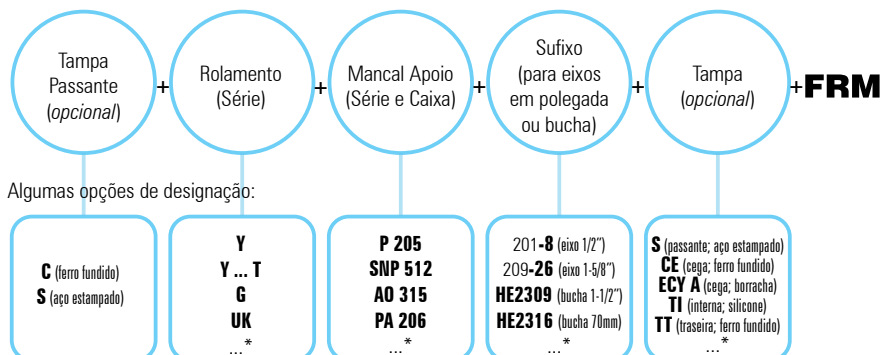 Tampa
Passante
(opcional)
+
Rolamento
(Série)
+
Mancal Apoio
(Série e Caixa)
+
Sufixo
(para eixos
em polegada
ou bucha)
+
Tampa
(opcional)
+FRM
Algumas opções de designação:
C (ferro fundido)
S (aço estampado)
Y
Y ... T
G
UK
...*
P 205
SNP 512
AO 315
PA 206
...*
201-8 (eixo 1/2")
209-26 (eixo 1-5/8")
HE2309 (bucha 1-1/2")
HE2316 (bucha 70mm)
...*
S (passante; aço estampado)
CE (cega; ferro fundido)
ECY A (cega; borracha)
TI (interna; silicone)
TT (traseira; ferro fundido)
...*